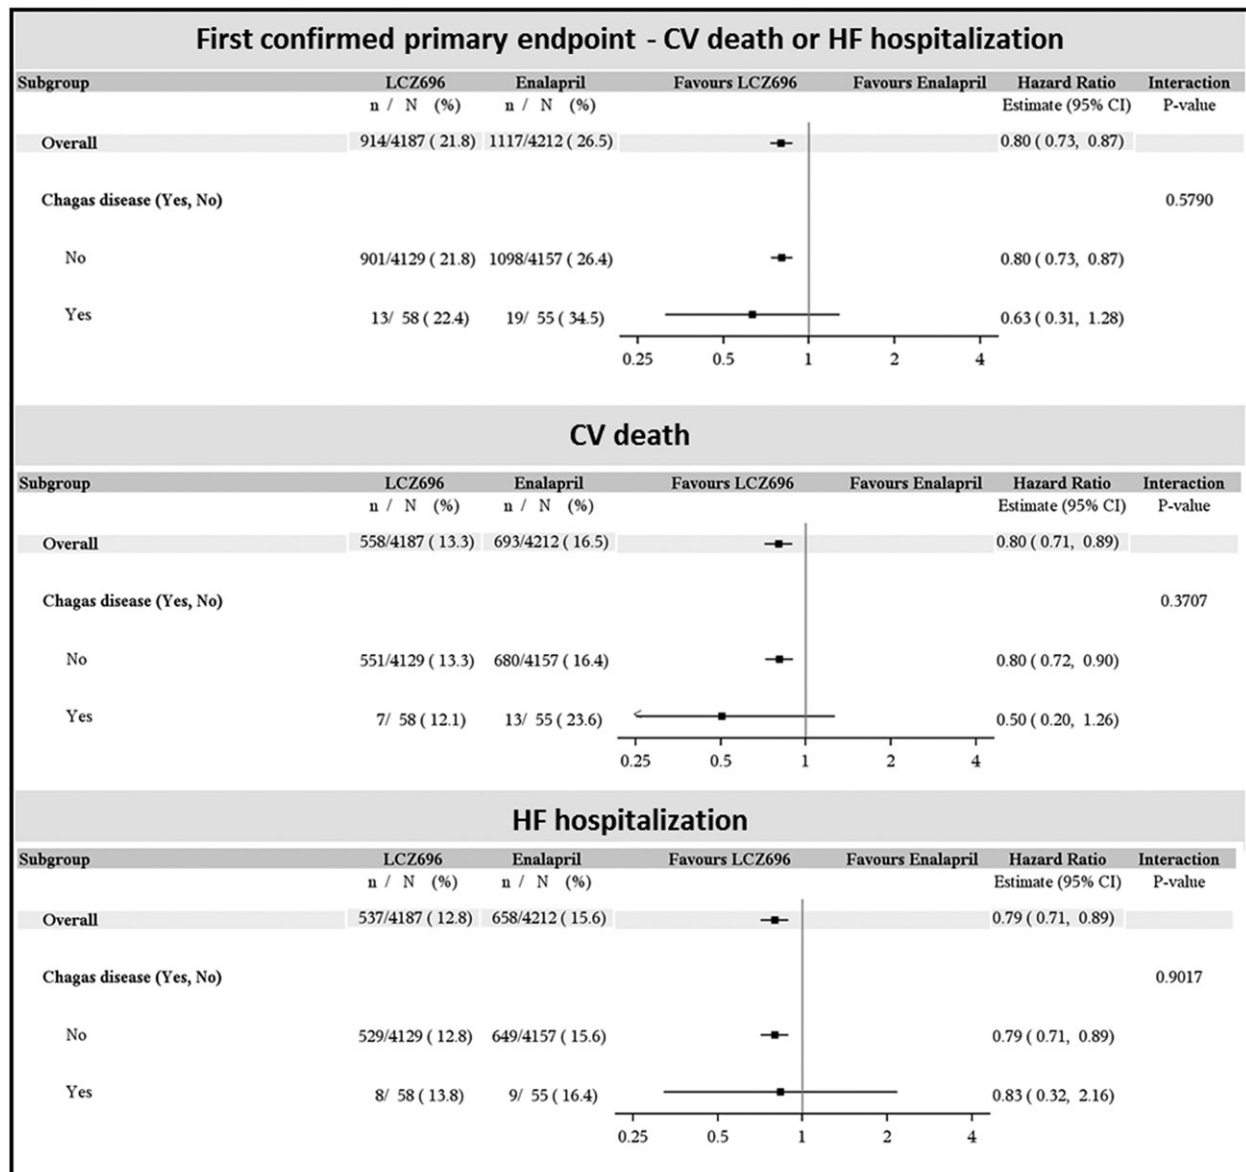 First confirmed primary endpoint - CV death or HF hospitalization
Subgroup LCZ696 Enalapril Favours LCZ696 Favours Enalapril Hazard Ratio Interaction
n / N (%) n / N (%) Estimate (95% CI) P-value
Overall 914/4187 ( 21.8) 1117/4212 ( 26.5) 0.80 ( 0.73, 0.87)
Chagas disease (Yes, No) 0.5790
No 901/4129 ( 21.8) 1098/4157 ( 26.4) 0.80 ( 0.73, 0.87)
Yes 13/ 58 ( 22.4) 19/ 55 ( 34.5) 0.63 ( 0.31, 1.28)
0.25 0.5 1 2 4
CV death
Subgroup LCZ696 Enalapril Favours LCZ696 Favours Enalapril Hazard Ratio Interaction
n / N (%) n / N (%) Estimate (95% CI) P-value
Overall 558/4187 ( 13.3) 693/4212 ( 16.5) 0.80 ( 0.71, 0.89)
Chagas disease (Yes, No) 0.3707
No 551/4129 ( 13.3) 680/4157 ( 16.4) 0.80 ( 0.72, 0.90)
Yes 7/ 58 ( 12.1) 13/ 55 ( 23.6) 0.50 ( 0.20, 1.26)
0.25 0.5 1 2 4
HF hospitalization
Subgroup LCZ696 Enalapril Favours LCZ696 Favours Enalapril Hazard Ratio Interaction
n / N (%) n / N (%) Estimate (95% CI) P-value
Overall 537/4187 ( 12.8) 658/4212 ( 15.6) 0.79 ( 0.71, 0.89)
Chagas disease (Yes, No) 0.9017
No 529/4129 ( 12.8) 649/4157 ( 15.6) 0.79 ( 0.71, 0.89)
Yes 8/ 58 ( 13.8) 9/ 55 ( 16.4) 0.83 ( 0.32, 2.16)
0.25 0.5 1 2 4